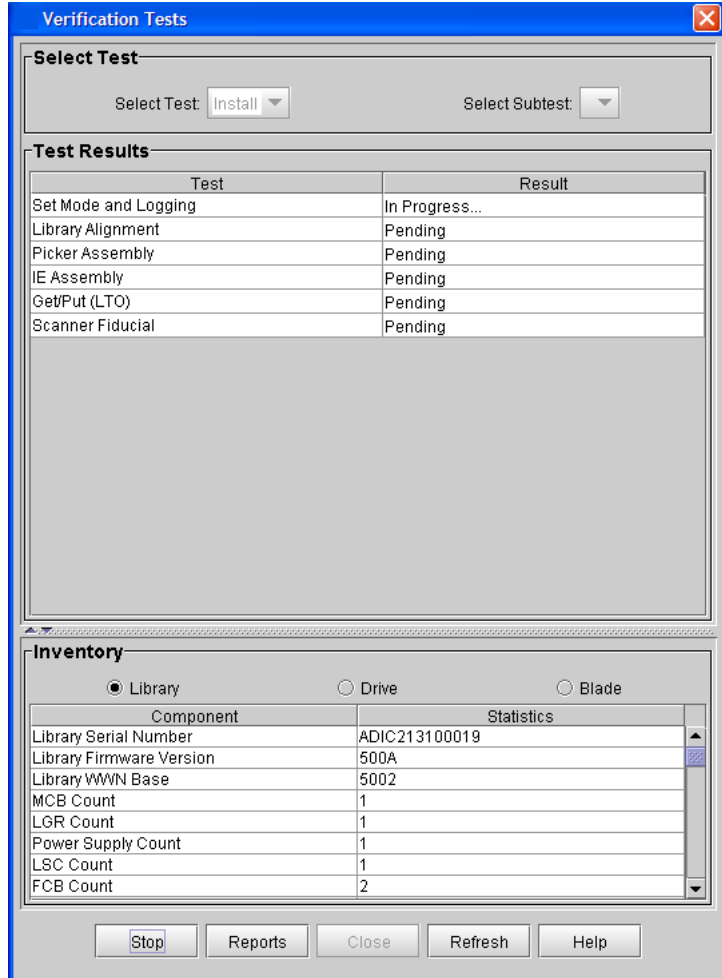 Verification Tests
Select Test
Select Test: Install Select Subtest:
Test Results
Test Result
Set Mode and Logging In Progress...
Library Alignment Pending
Picker Assembly Pending
IE Assembly Pending
Get/Put (LTO) Pending
Scanner Fiducial Pending
Inventory
Library Drive Blade
Component Statistics
Library Serial Number ADIC213100019
Library Firmware Version 500A
Library WWN Base 5002
MCB Count 1
LGR Count 1
Power Supply Count 1
LSC Count 1
FCB Count 2
Stop Reports Close Refresh Help